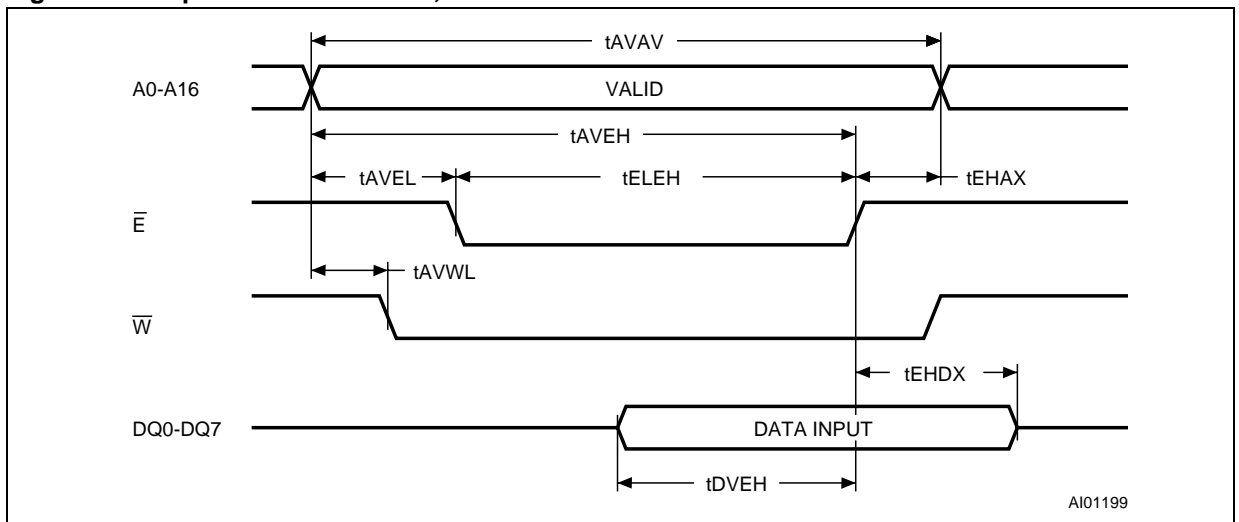 tAVAV
A0-A16
VALID
tAVEH
tAVEL
tELEH
tEHAX
E
tAVWL
W
tEHDX
DQ0-DQ7
DATA INPUT
tDVEH
AI01199